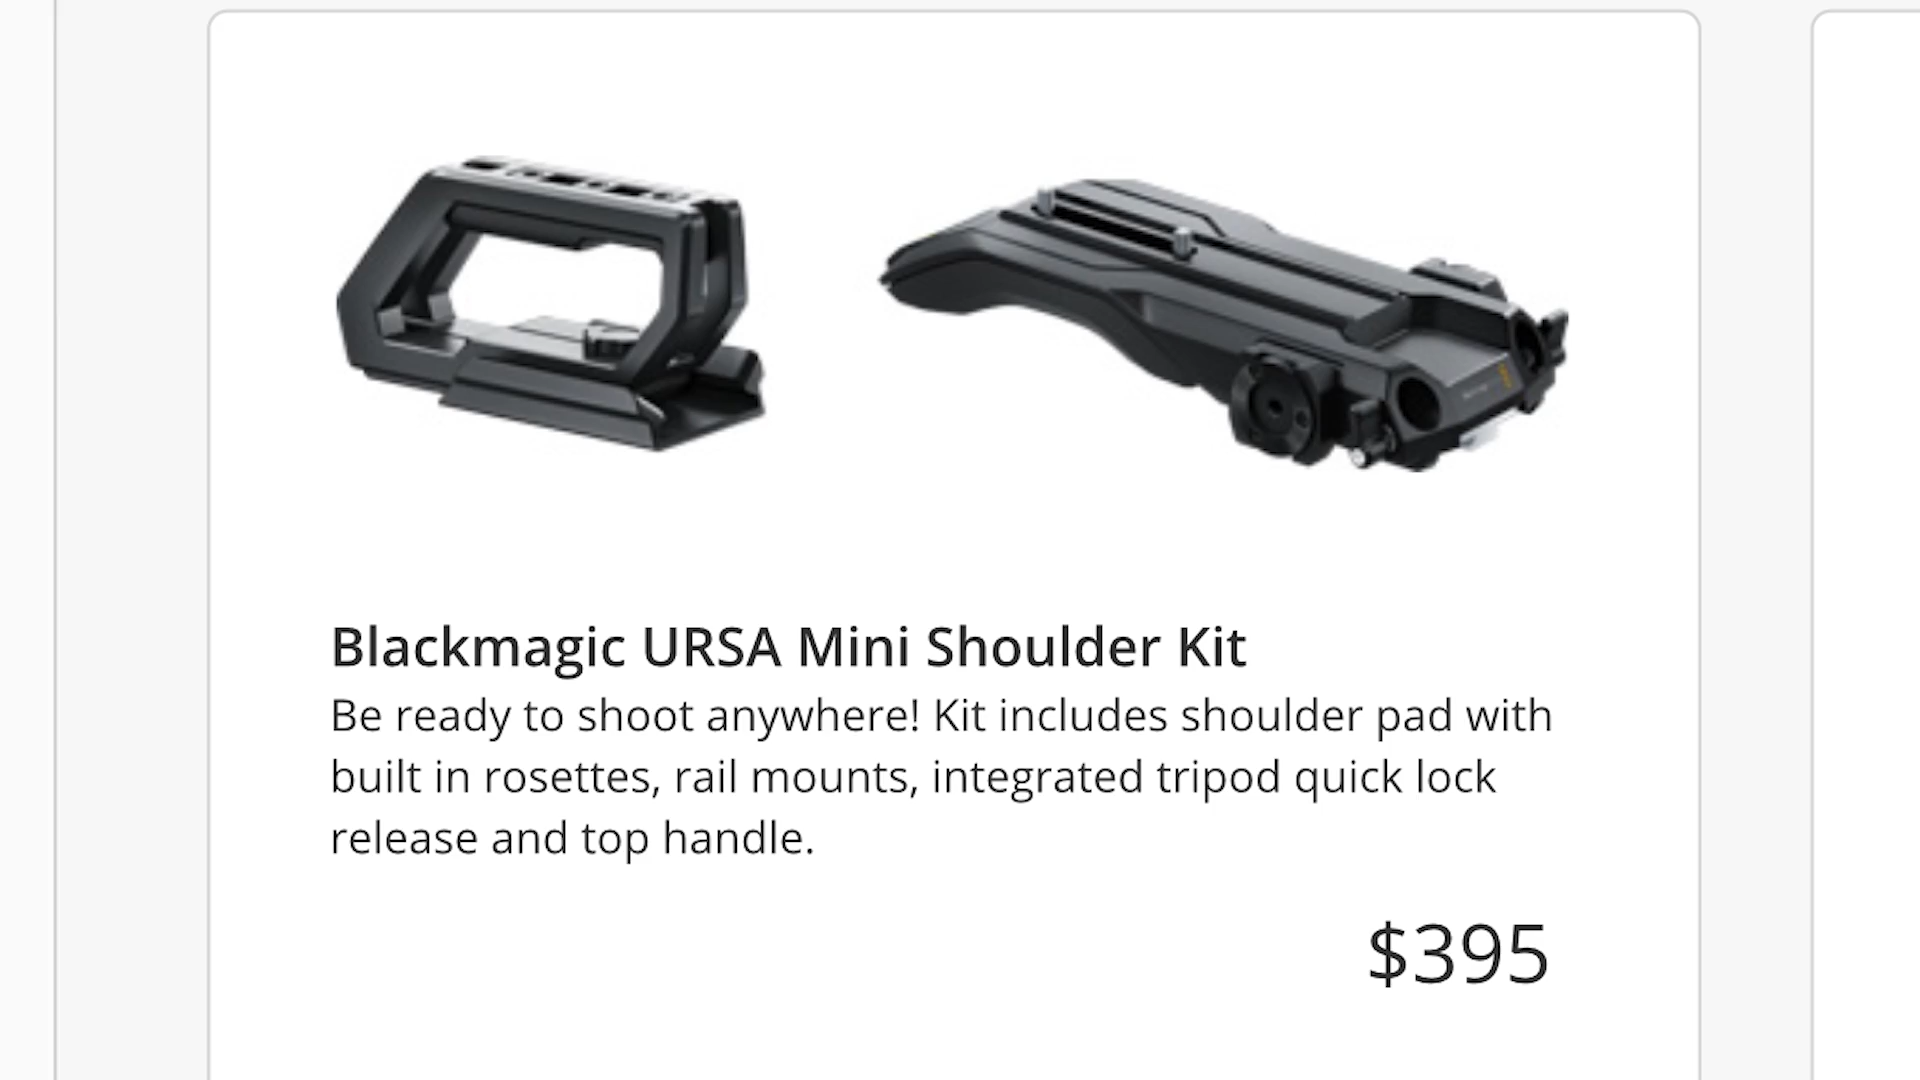 Blackmagic URSA Mini Shoulder Kit
Be ready to shoot anywhere! Kit includes shoulder pad with
built in rosettes, rail mounts, integrated tripod quick lock
release and top handle.
$395